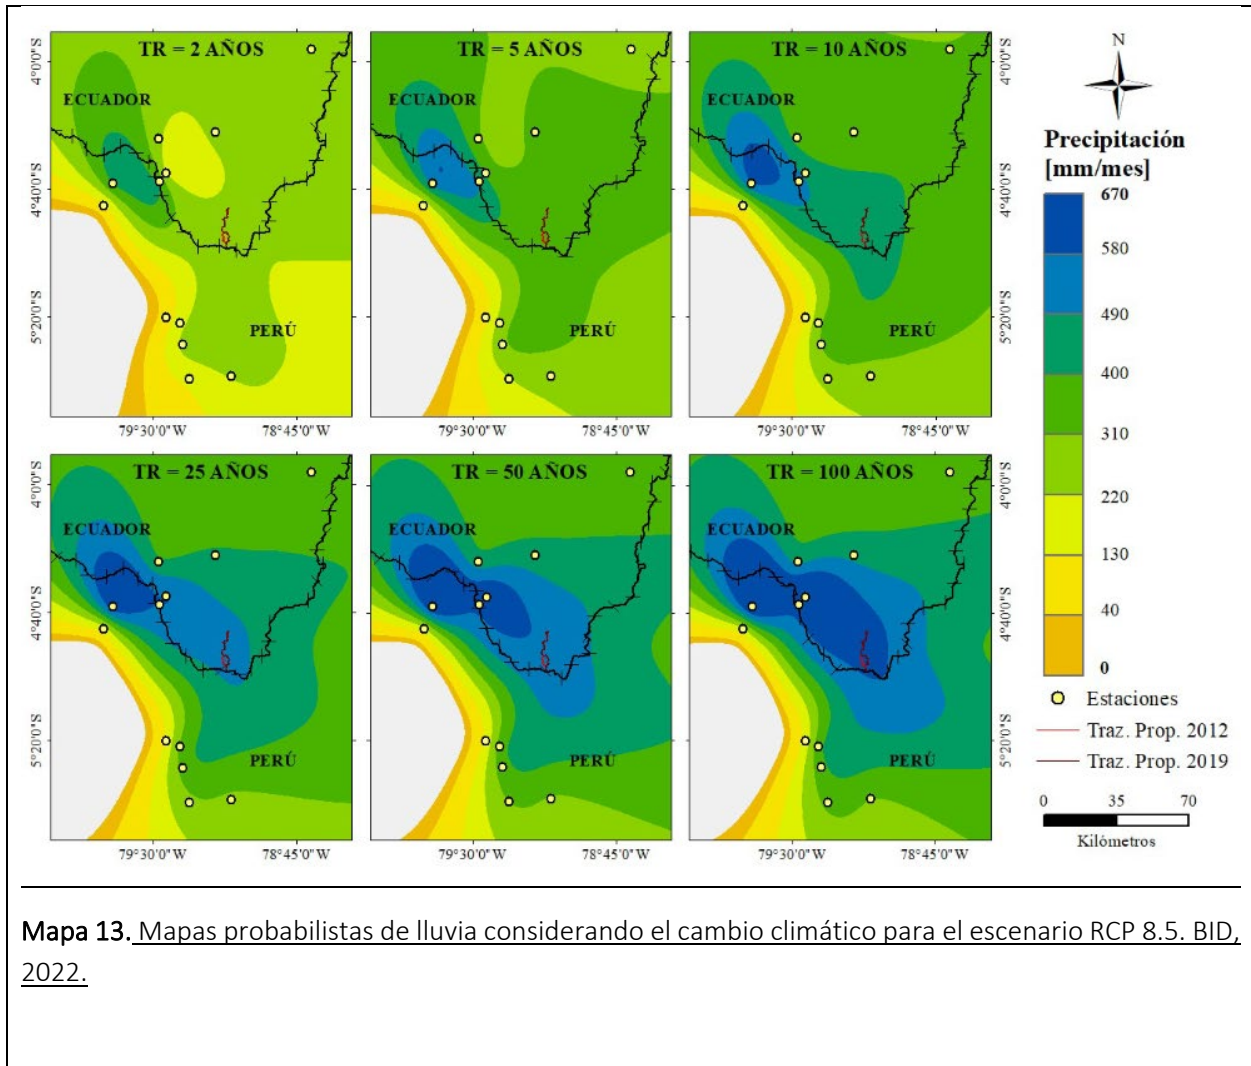 TR = 2 AÑOS
ECUADOR
PERÚ
4°0'0"S
4°40'0"S
5°20'0"S
79°30'0"W
78°45'0"W
TR = 5 AÑOS
ECUADOR
PERÚ
79°30'0"W
78°45'0"W
TR = 10 AÑOS
ECUADOR
PERÚ
4°0'0"S
4°40'0"S
5°20'0"S
79°30'0"W
78°45'0"W
TR = 25 AÑOS
ECUADOR
PERÚ
4°0'0"S
4°40'0"S
5°20'0"S
79°30'0"W
78°45'0"W
TR = 50 AÑOS
ECUADOR
PERÚ
79°30'0"W
78°45'0"W
TR = 100 AÑOS
ECUADOR
PERÚ
4°0'0"S
4°40'0"S
5°20'0"S
79°30'0"W
78°45'0"W
N
Precipitación
[mm/mes]
670
580
490
400
310
220
130
40
0
Estaciones
Traz. Prop. 2012
Traz. Prop. 2019
0 35 70
Kilómetros
Mapa 13. Mapas probabilistas de lluvia considerando el cambio climático para el escenario RCP 8.5. BID,
2022.